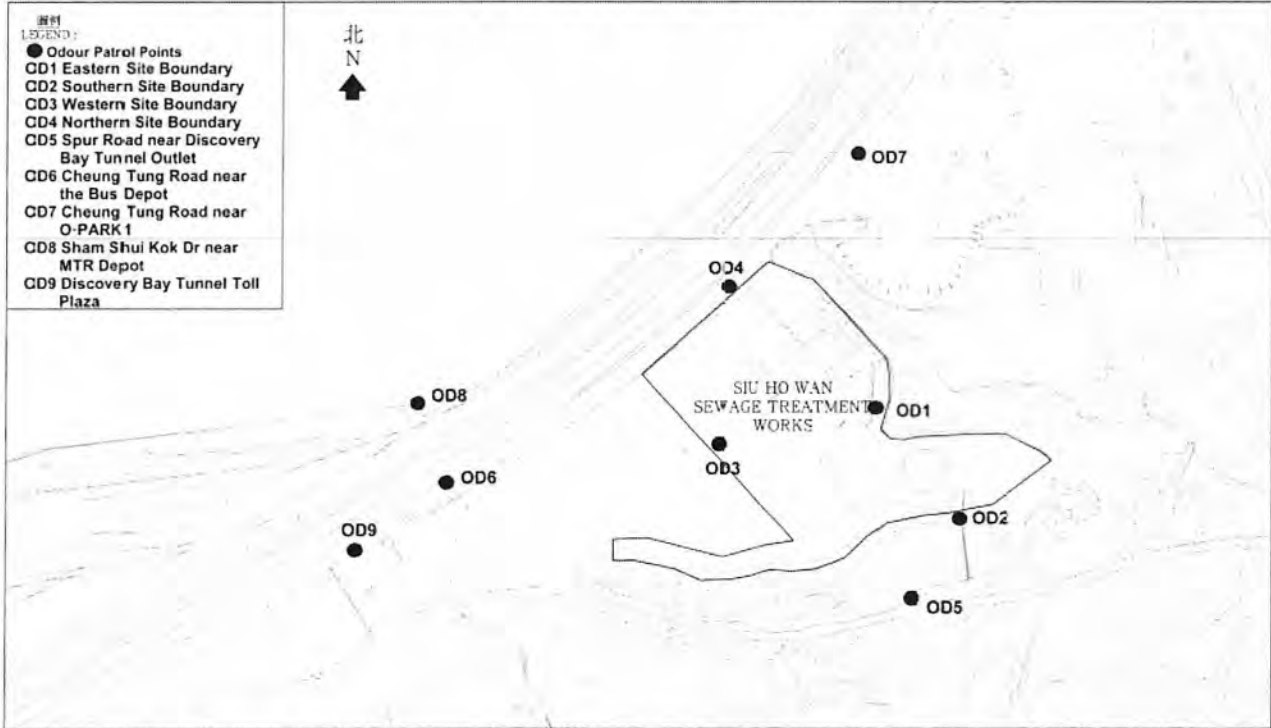 圖例
LEGEND:
Odour Patrol Points
OD1 Eastern Site Boundary
OD2 Southern Site Boundary
OD3 Western Site Boundary
OD4 Northern Site Boundary
OD5 Spur Road near Discovery
Bay Tunnel Outlet
OD6 Cheung Tung Road near
the Bus Depot
OD7 Cheung Tung Road near
O-PARK1
OD8 Sham Shui Kok Dr near
MTR Depot
OD9 Discovery Bay Tunnel Toll
Plaza
北
N
OD7
OD4
OD8
SIU HO WAN
SEWAGE TREATMENT
WORKS
OD1
OD3
OD6
OD2
OD9
OD5